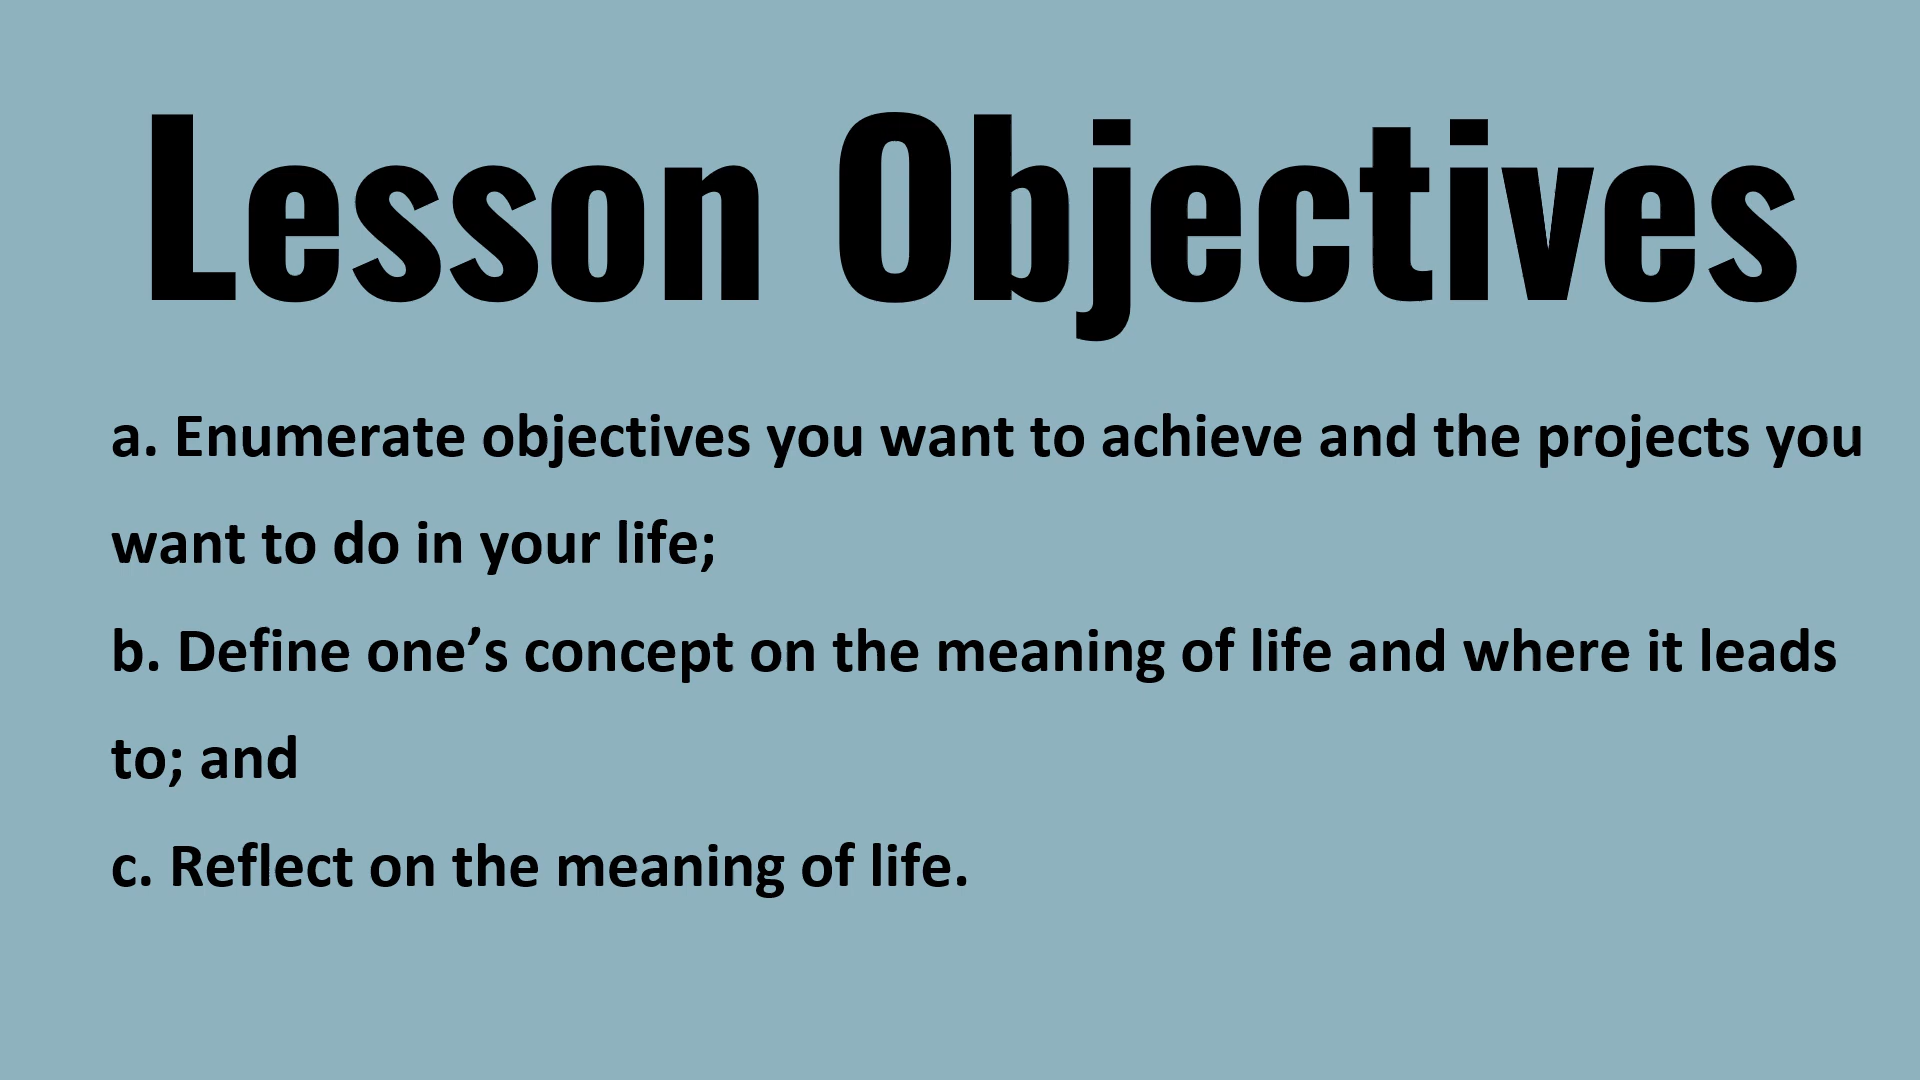 Lesson Objectives
a. Enumerate objectives you want to achieve and the projects you
want to do in your life;
b. Define one’s concept on the meaning of life and where it leads
to; and
c. Reflect on the meaning of life.